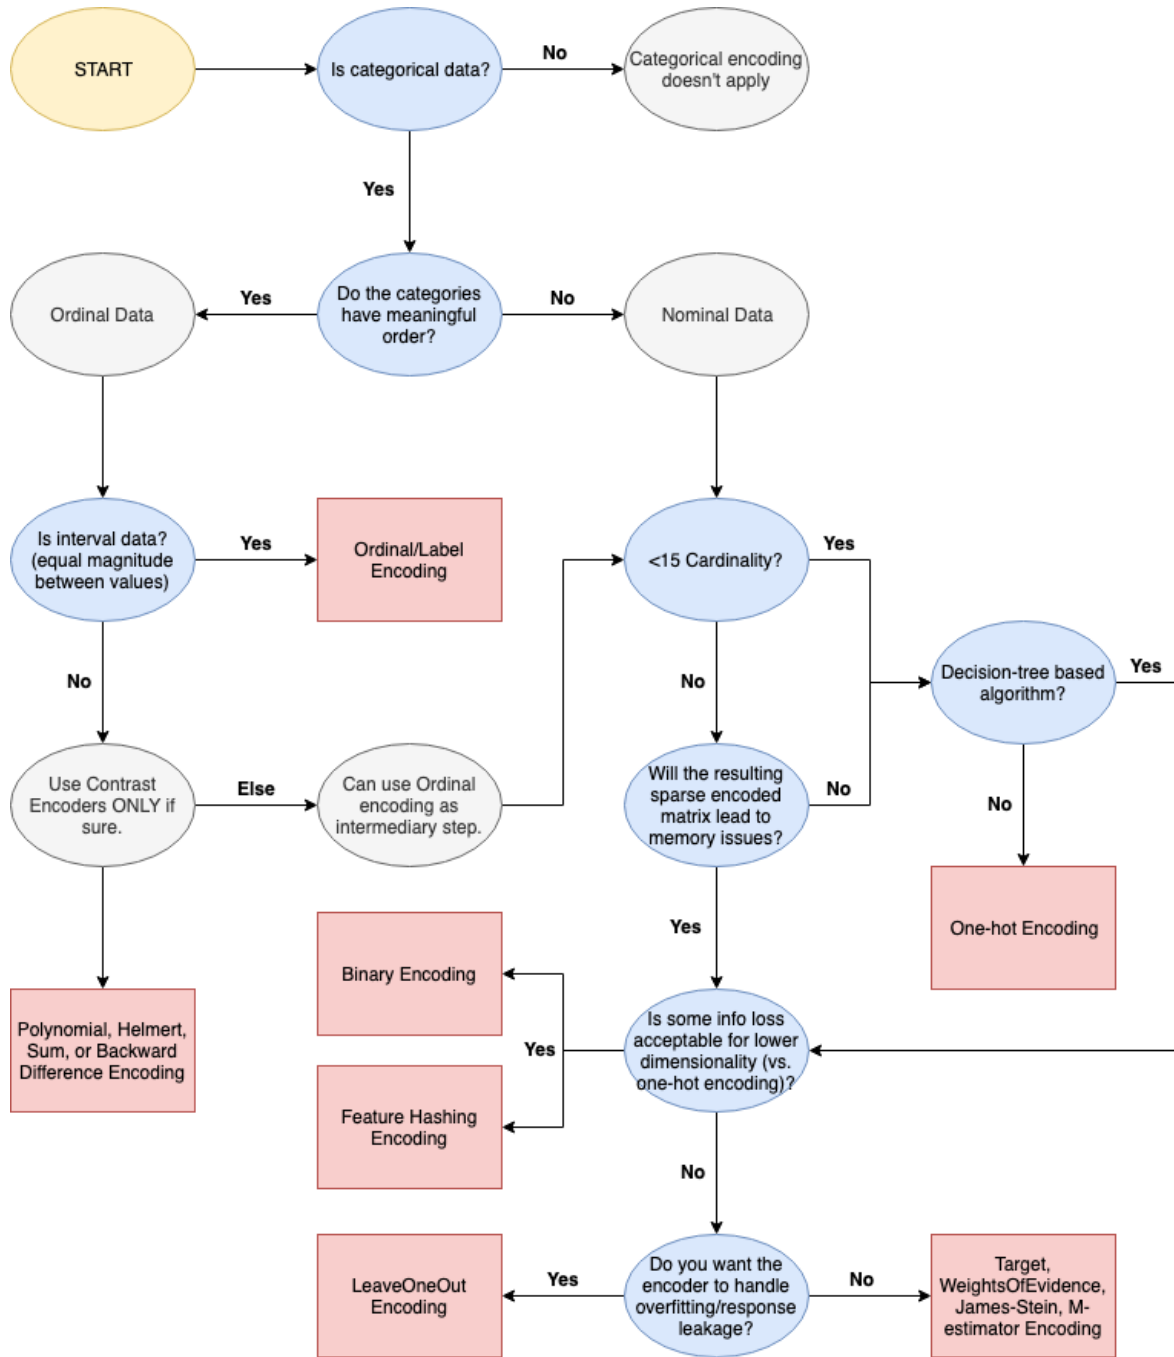 START
Is categorical data?
No
Categorical encoding
doesn't apply
Yes
Ordinal Data
Yes
Do the categories
have meaningful
order?
No
Nominal Data
Is interval data?
(equal magnitude
between values)
Yes
Ordinal/Label
Encoding
<15 Cardinality?
Yes
No
No
Decision-tree based
algorithm?
Yes
Use Contrast
Encoders ONLY if
sure.
Else
Can use Ordinal
encoding as
intermediary step.
Will the resulting
sparse encoded
matrix lead to
memory issues?
No
No
One-hot Encoding
Yes
Binary Encoding
Polynomial, Helmert,
Sum, or Backward
Difference Encoding
Is some info loss
acceptable for lower
dimensionality (vs.
one-hot encoding)?
Yes
Feature Hashing
Encoding
No
LeaveOneOut
Encoding
Yes
Do you want the
encoder to handle
overfitting/response
leakage?
No
Target,
WeightsOfEvidence,
James-Stein, M-
estimator Encoding